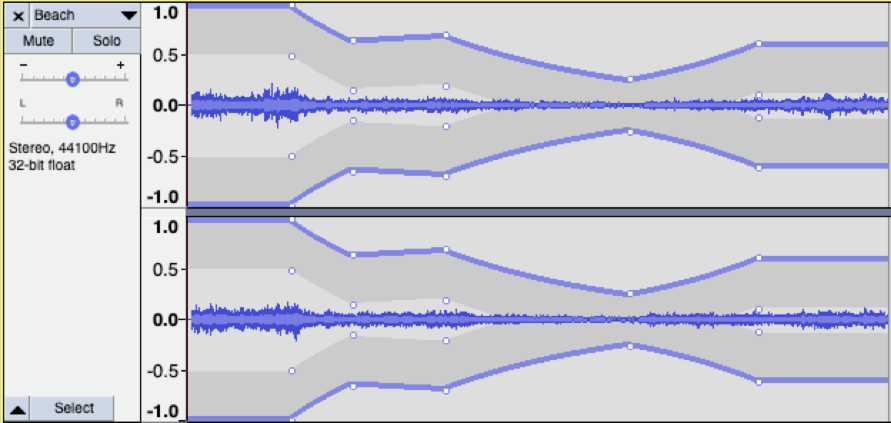 × Beach
Mute Solo
- +
L R
Stereo, 44100Hz
32-bit float
Select
1.0
0.5
0.0
-0.5
-1.0
1.0
0.5
0.0
-0.5
-1.0